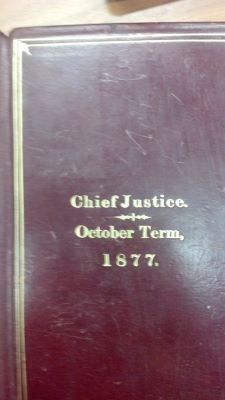 Chief Justice.
October Term,
1877.